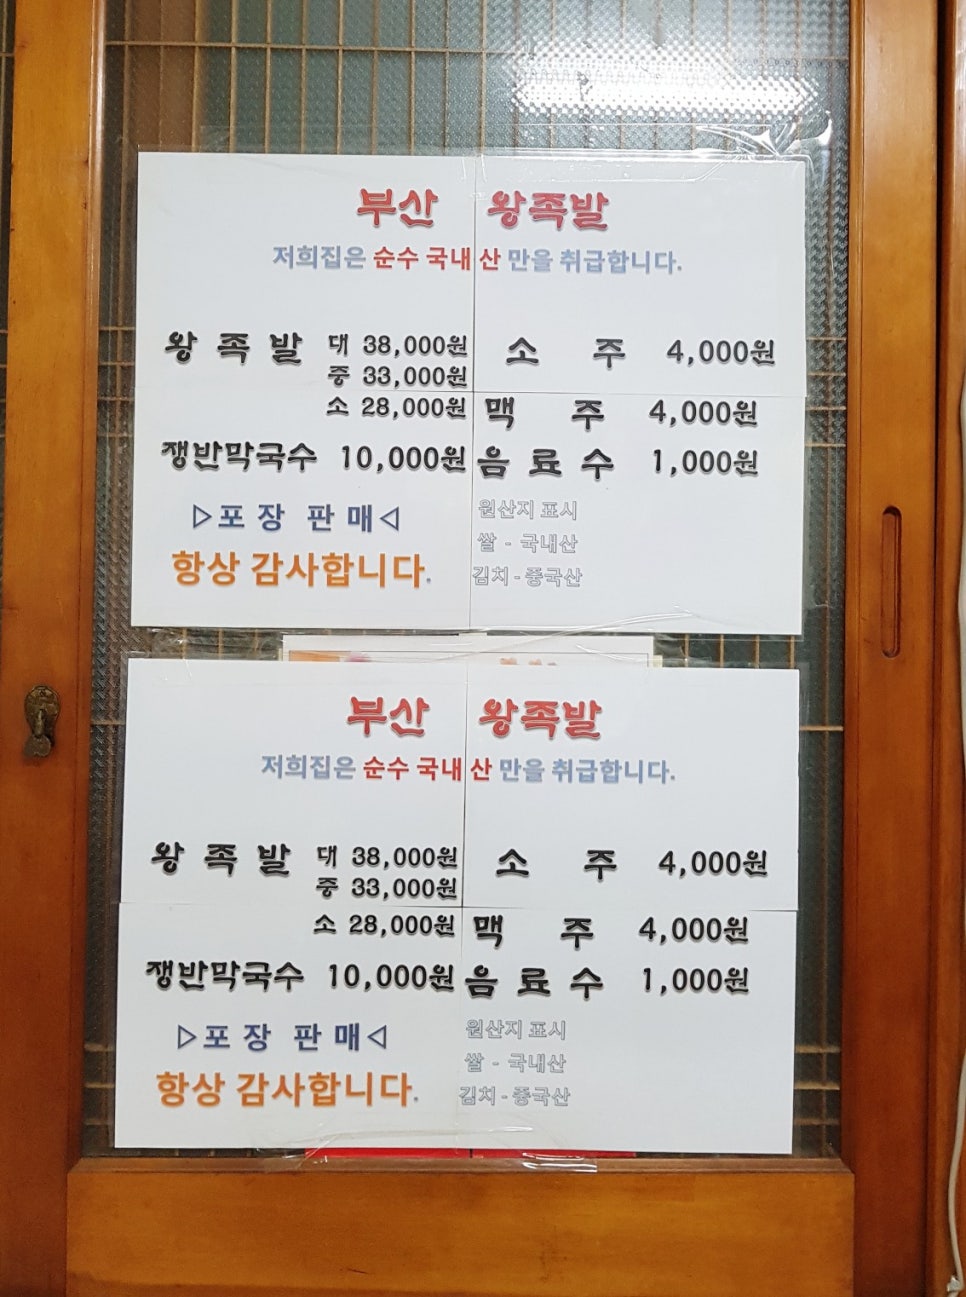 부산 왕족발
저희집은 순수 국내산 만을 취급합니다.
왕 족 발 대 38,000원 소 주 4,000원
중 33,000원
소 28,000원 맥 주 4,000원
쟁반막국수 10,000원 음 료 수 1,000원
▷포 장 판 매◁ 원산지 표시
쌀 - 국내산
항상 감사합니다. 김치 - 중국산
부산 왕족발
저희집은 순수 국내산 만을 취급합니다.
왕 족 발 대 38,000원 소 주 4,000원
중 33,000원
소 28,000원 맥 주 4,000원
쟁반막국수 10,000원 음 료 수 1,000원
▷포 장 판 매◁ 원산지 표시
쌀 - 국내산
항상 감사합니다. 김치 - 중국산